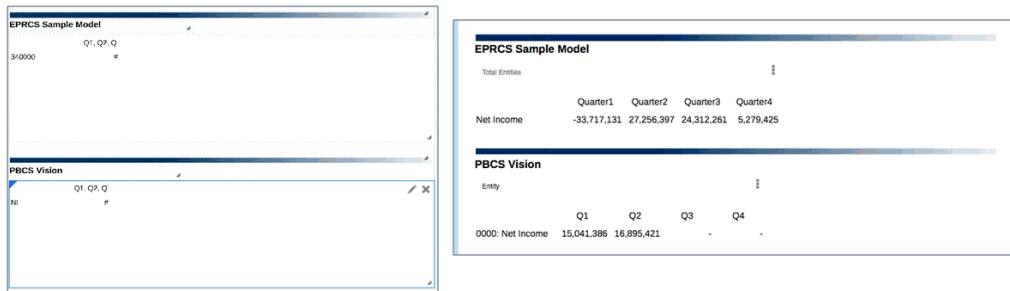 EPRCS Sample Model
Q1, Q2, Q
340000 #
PBCS Vision
Q1, Q2, Q
NI #
EPRCS Sample Model
Total Entities
Quarter1 Quarter2 Quarter3 Quarter4
Net Income -33,717,131 27,256,397 24,312,261 5,279,425
PBCS Vision
Entity
Q1 Q2 Q3 Q4
0000: Net Income 15,041,386 16,895,421 - -